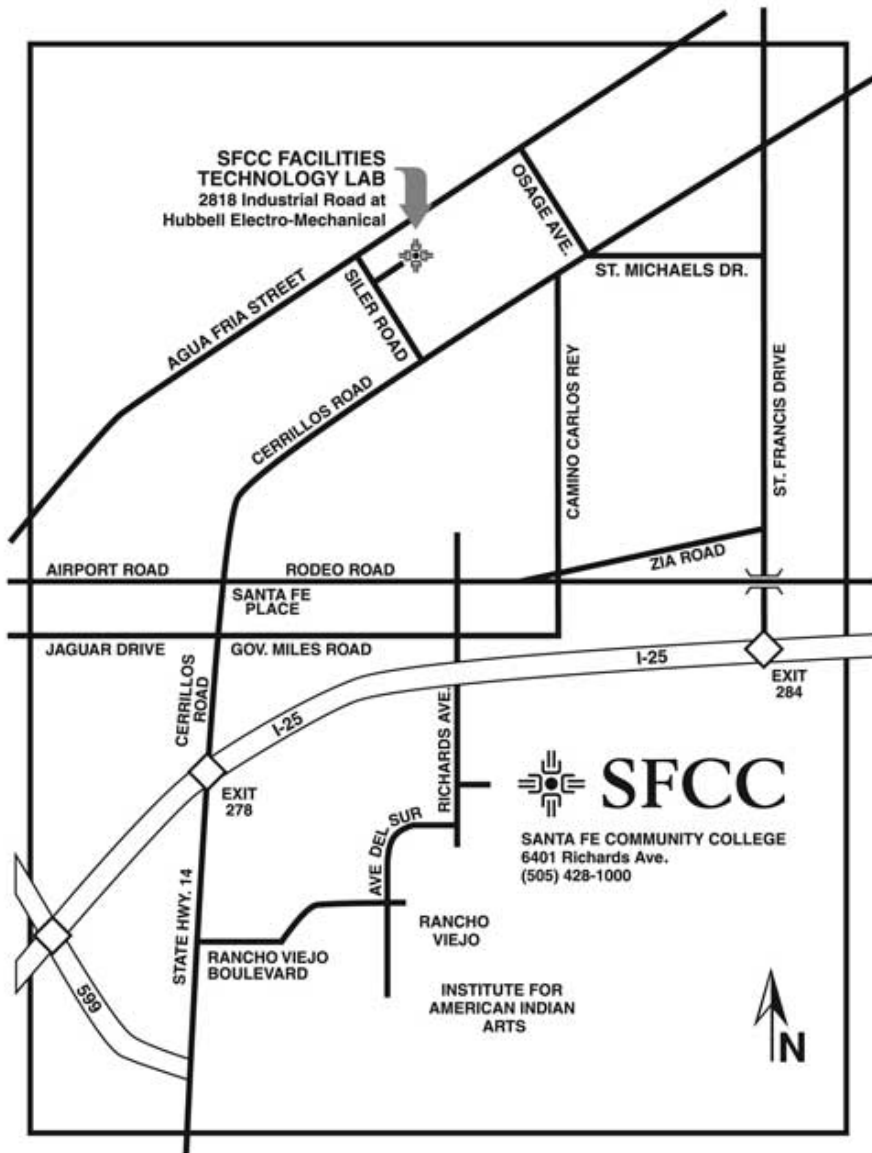 SFCC FACILITIES
TECHNOLOGY LAB
2818 Industrial Road at
Hubbell Electro-Mechanical
OSAGE AVE.
ST. MICHAELS DR.
AGUA FRIA STREET
SILER ROAD
CERRILLOS ROAD
CAMINO CARLOS REY
ST. FRANCIS DRIVE
ZIA ROAD
AIRPORT ROAD
RODEO ROAD
SANTA FE
PLACE
JAGUAR DRIVE
GOV. MILES ROAD
I-25
EXIT
284
CERRILLOS
ROAD
I-25
RICHARDS AVE.
EXIT
278
SFCC
SANTA FE COMMUNITY COLLEGE
6401 Richards Ave.
(505) 428-1000
AVE DEL SUR
STATE HWY. 14
RANCHO
VIEJO
RANCHO VIEJO
BOULEVARD
INSTITUTE FOR
AMERICAN INDIAN
ARTS
599
N